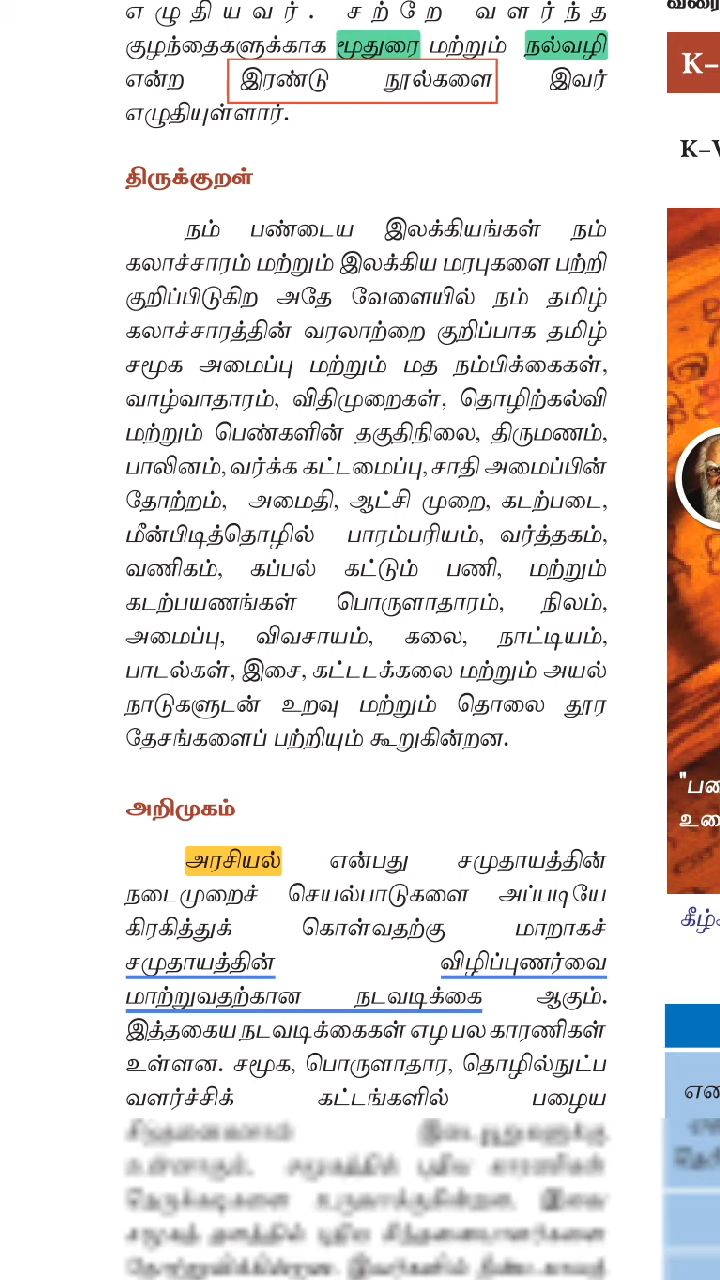 எழுதியவர். சற்றே வளர்ந்த
குழந்தைகளுக்காக மூதுரை மற்றும் நல்வழி
என்ற இரண்டு நூல்களை இவர்
எழுதியுள்ளார்.
திருக்குறள்
நம் பண்டைய இலக்கியங்கள் நம்
கலாச்சாரம் மற்றும் இலக்கிய மரபுகளை பற்றி
குறிப்பிடுகிற அதே வேளையில் நம் தமிழ்
கலாச்சாரத்தின் வரலாற்றை குறிப்பாக தமிழ்
சமூக அமைப்பு மற்றும் மத நம்பிக்கைகள்,
வாழ்வாதாரம், விதிமுறைகள், தொழிற்கல்வி
மற்றும் பெண்களின் தகுதிநிலை, திருமணம்,
பாலினம், வர்க்க கட்டமைப்பு, சாதி அமைப்பின்
தோற்றம், அமைதி, ஆட்சி முறை, கடற்படை,
மீன்பிடித்தொழில் பாரம்பரியம், வர்த்தகம்,
வணிகம், கப்பல் கட்டும் பணி, மற்றும்
கடற்பயணங்கள் பொருளாதாரம், நிலம்,
அமைப்பு, விவசாயம், கலை, நாட்டியம்,
பாடல்கள், இசை, கட்டடக்கலை மற்றும் அயல்
நாடுகளுடன் உறவு மற்றும் தொலை தூர
தேசங்களைப் பற்றியும் கூறுகின்றன.
அறிமுகம்
அரசியல் என்பது சமுதாயத்தின்
நடைமுறைச் செயல்பாடுகளை அப்படியே
கிரகித்துக் கொள்வதற்கு மாறாகச்
சமுதாயத்தின் விழிப்புணர்வை
மாற்றுவதற்கான நடவடிக்கை ஆகும்.
இத்தகைய நடவடிக்கைகள் எழ பல காரணிகள்
உள்ளன. சமூக, பொருளாதார, தொழில்நுட்ப
வளர்ச்சிக் கட்டங்களில் பழைய
K–